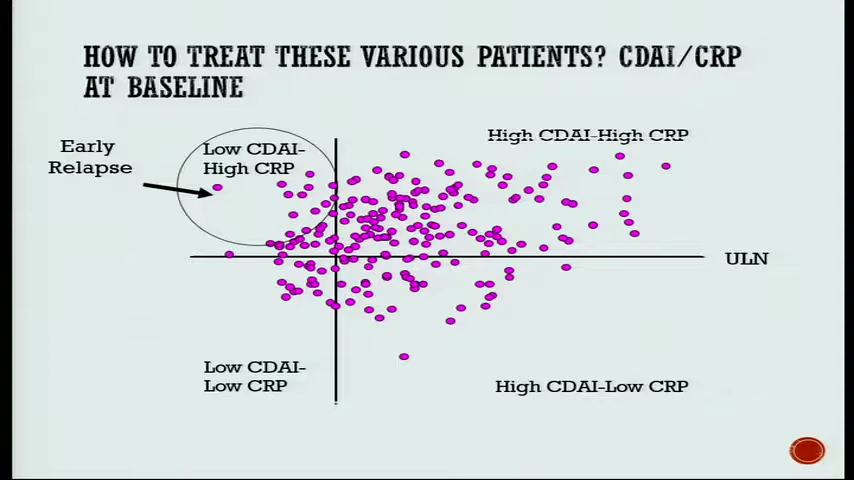 HOW TO TREAT THESE VARIOUS PATIENTS? CDAI/CRP
AT BASELINE
Early
Relapse
Low CDAI-
High CRP
High CDAI-High CRP
ULN
Low CDAI-
Low CRP
High CDAI-Low CRP